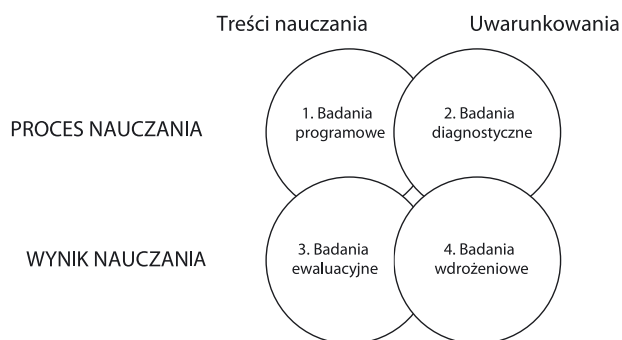 Treści nauczania
Uwarunkowania
PROCES NAUCZANIA
1. Badania
programowe
2. Badania
diagnostyczne
WYNIK NAUCZANIA
3. Badania
ewaluacyjne
4. Badania
wdrożeniowe